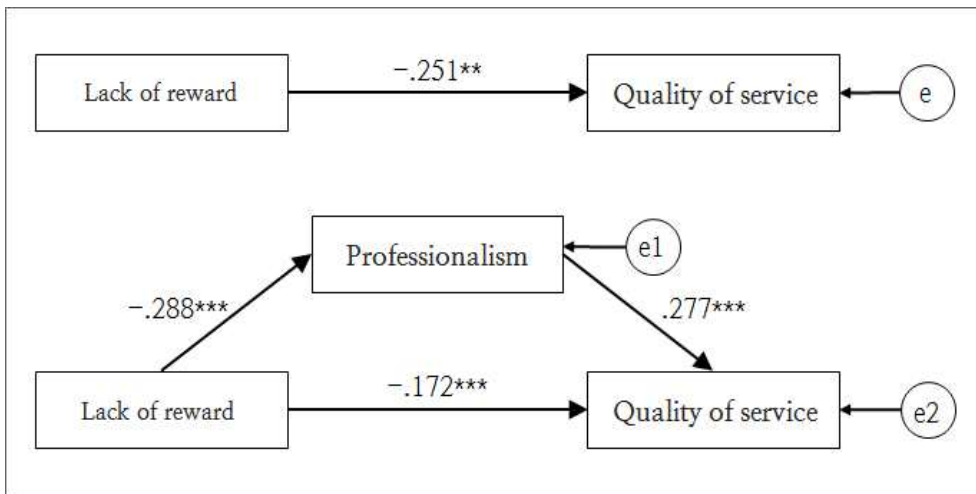 −.251**
Lack of reward
Quality of service
e
Professionalism
e1
−.288***
.277***
−.172***
Lack of reward
Quality of service
e2